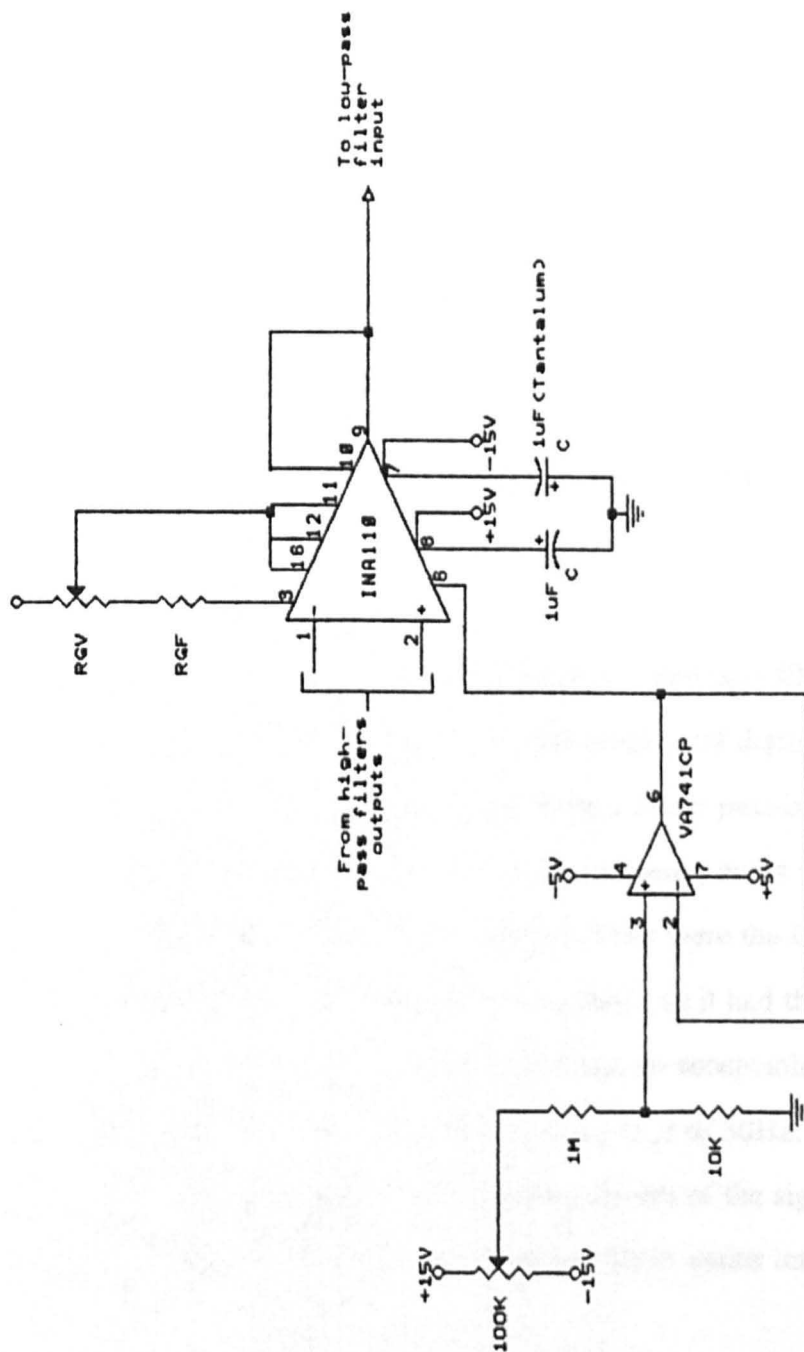 To low-pass
filter
input
RGV
RGF
3
16
12
11
10
9
1
2
-
+
INA110
7
8
6
From high-
pass filters
outputs
-15V
+15V
1uF (Tantalum)
+
C
1uF
+
C
6
VA741CP
-5V
4
3
+
2
-
7
+5V
1M
10K
+15V
100K
-15V